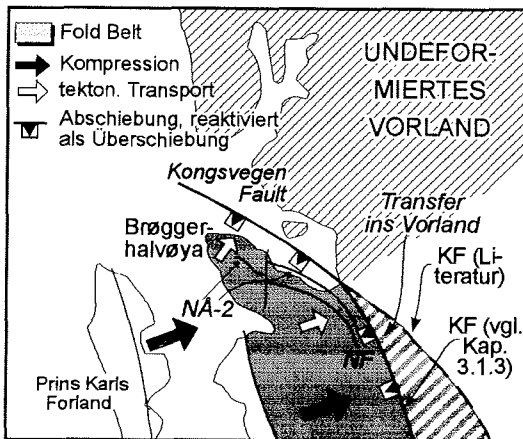 Fold Belt
Kompression
tekton. Transport
Abschiebung, reaktiviert
als Überschiebung
UNDEFOR-
MIERTES
VORLAND
Kongsvegen
Fault
Transfer
ins Vorland
Brøgger-
halvøya
KF (Li-
teratur)
NÅ-2
NF
KF (vgl.
Kap.
3.1.3)
Prins Karls
Forland